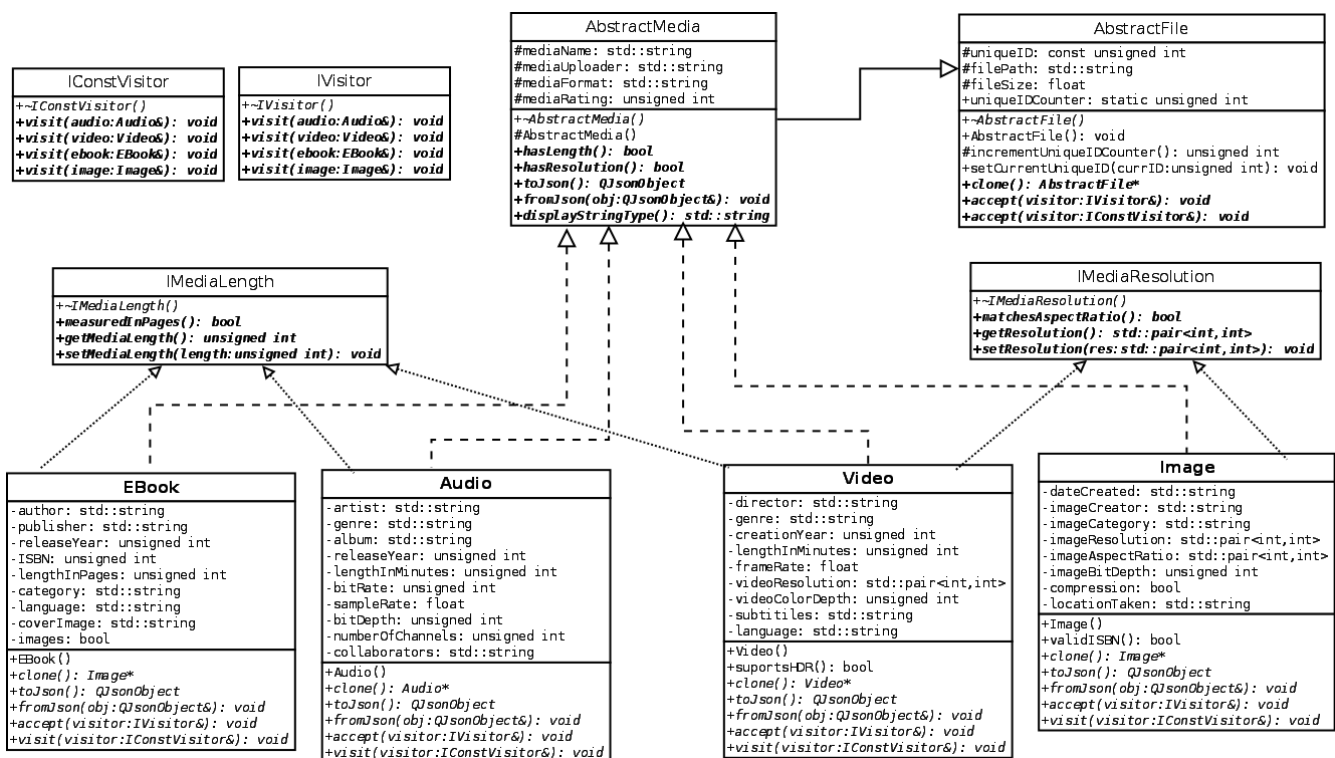 AbstractMedia
#mediaName: std::string
#mediaUploader: std::string
#mediaFormat: std::string
#mediaRating: unsigned int
+~AbstractMedia()
#AbstractMedia()
+hasLength(): bool
+hasResolution(): bool
+toJson(): QJsonObject
+fromJson(obj:QJsonObject&): void
+displayStringType(): std::string
AbstractFile
#uniqueID: const unsigned int
#filePath: std::string
#fileSize: float
+uniqueIDCounter: static unsigned int
+~AbstractFile()
+AbstractFile(): void
#incrementUniqueIDCounter(): unsigned int
+setCurrentUniqueID(currID:unsigned int): void
+clone(): AbstractFile*
+accept(visitor:IVisitor&): void
+accept(visitor:IConstVisitor&): void
IConstVisitor
+~IConstVisitor()
+visit(audio:Audio&): void
+visit(video:Video&): void
+visit(ebook:EBook&): void
+visit(image:Image&): void
IVisitor
+~IVisitor()
+visit(audio:Audio&): void
+visit(video:Video&): void
+visit(ebook:EBook&): void
+visit(image:Image&): void
IMediaLength
+~IMediaLength()
+measuredInPages(): bool
+getMediaLength(): unsigned int
+setMediaLength(length:unsigned int): void
IMediaResolution
+~IMediaResolution()
+matchesAspectRatio(): bool
+getResolution(): std::pair<int,int>
+setResolution(res:std::pair<int,int>): void
EBook
-author: std::string
-publisher: std::string
-releaseYear: unsigned int
-ISBN: unsigned int
-lengthInPages: unsigned int
-category: std::string
-language: std::string
-coverImage: std::string
-images: bool
+EBook()
+clone(): Image*
+toJson(): QJsonObject
+fromJson(obj:QJsonObject&): void
+accept(visitor:IVisitor&): void
+visit(visitor:IConstVisitor&): void
Audio
-artist: std::string
-genre: std::string
-album: std::string
-releaseYear: unsigned int
-lengthInMinutes: unsigned int
-bitRate: unsigned int
-sampleRate: float
-bitDepth: unsigned int
-numberOfChannels: unsigned int
-collaborators: std::string
+Audio()
+clone(): Audio*
+toJson(): QJsonObject
+fromJson(obj:QJsonObject&): void
+accept(visitor:IVisitor&): void
+visit(visitor:IConstVisitor&): void
Video
-director: std::string
-genre: std::string
-creationYear: unsigned int
-lengthInMinutes: unsigned int
-frameRate: float
-videoResolution: std::pair<int,int>
-videoColorDepth: unsigned int
-subtitiles: std::string
-language: std::string
+Video()
+suportsHDR(): bool
+clone(): Video*
+toJson(): QJsonObject
+fromJson(obj:QJsonObject&): void
+accept(visitor:IVisitor&): void
+visit(visitor:IConstVisitor&): void
Image
-dateCreated: std::string
-imageCreator: std::string
-imageCategory: std::string
-imageResolution: std::pair<int,int>
-imageAspectRatio: std::pair<int,int>
-imageBitDepth: unsigned int
-compression: bool
-locationTaken: std::string
+Image()
+validISBN(): bool
+clone(): Image*
+toJson(): QJsonObject
+fromJson(obj:QJsonObject&): void
+accept(visitor:IVisitor&): void
+visit(visitor:IConstVisitor&): void